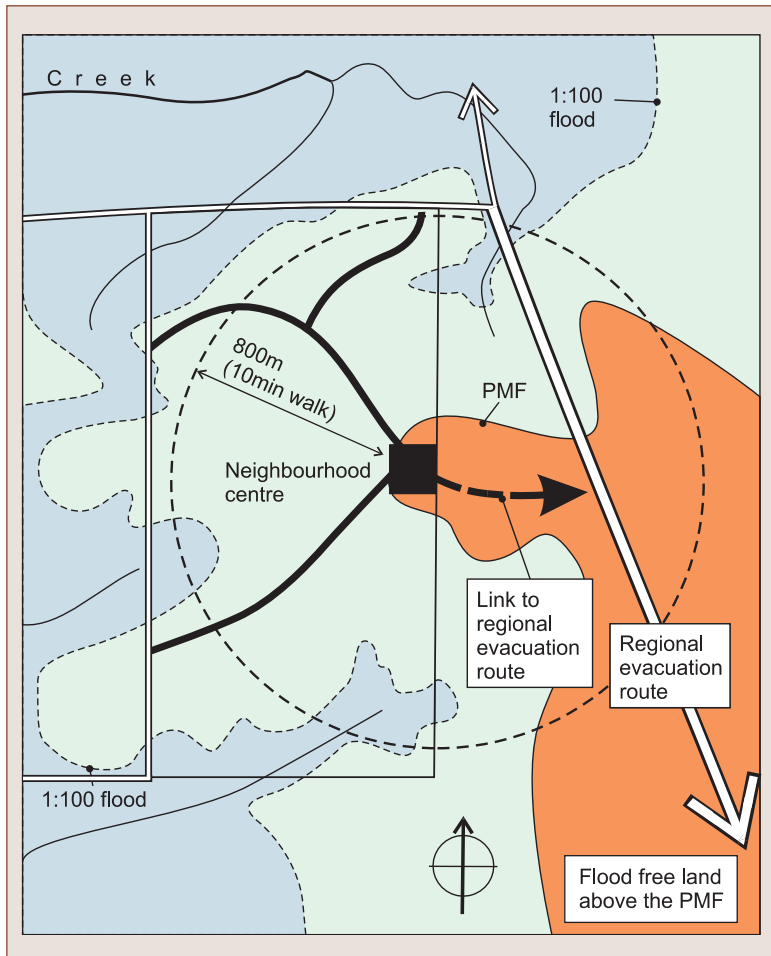 Creek
1:100
flood
800m
(10min walk)
PMF
Neighbourhood
centre
Link to
regional
evacuation
route
Regional
evacuation
route
1:100 flood
Flood free land
above the PMF